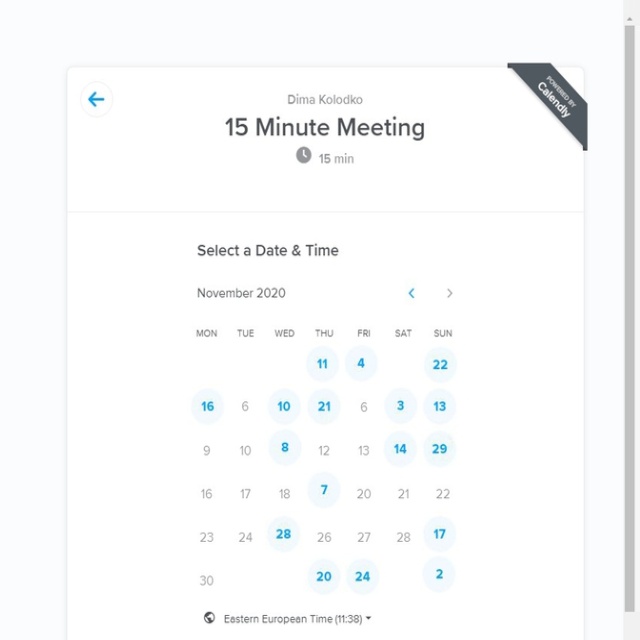 POWERED BY
Calendly
Dima Kolodko
15 Minute Meeting
15 min
Select a Date & Time
November 2020
MON TUE WED THU FRI SAT SUN
11 4 22
16 6 10 21 6 3 13
9 10 8 12 13 14 29
16 17 18 7 20 21 22
23 24 28 26 27 28 17
30 20 24 2
Eastern European Time (11:38)